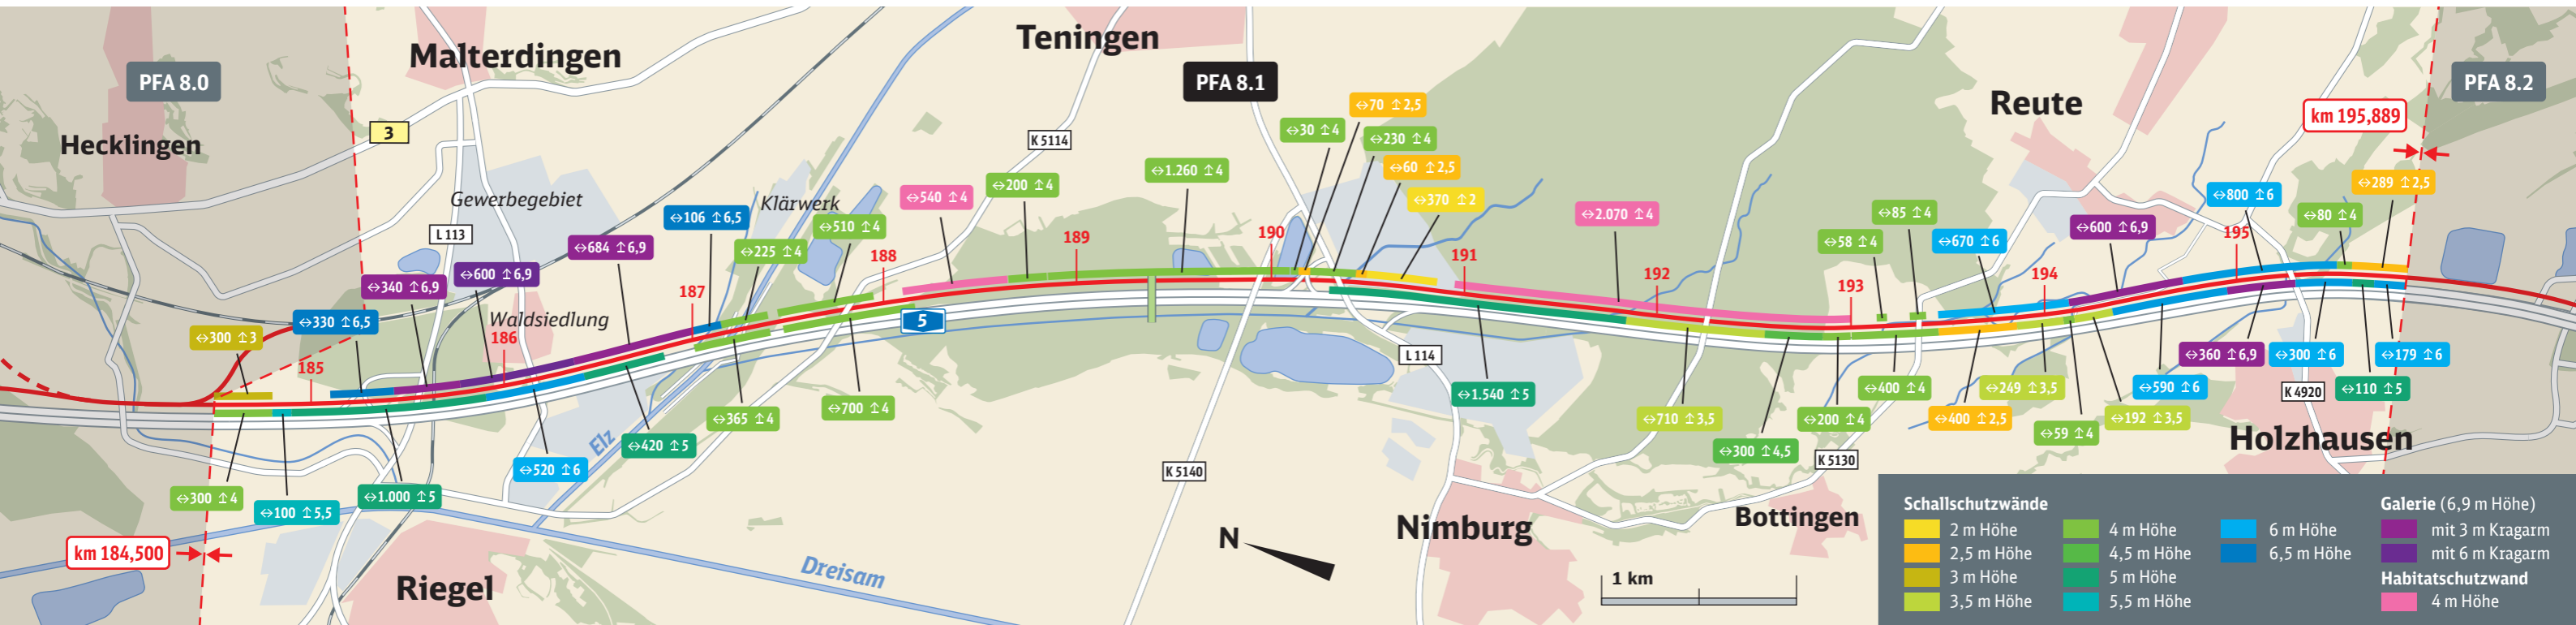 PFA 8.0
Malterdingen
Teningen
PFA 8.1
Reute
PFA 8.2
km 195,889
Hecklingen
3
K 5114
Gewerbegebiet
L 113
Klärwerk
↔300 ↥3
↔330 ↥6,5
↔340 ↥6,9
↔600 ↥6,9
↔684 ↥6,9
↔106 ↥6,5
↔225 ↥4
↔510 ↥4
↔540 ↥4
↔200 ↥4
↔1.260 ↥4
↔30 ↥4
↔70 ↥2,5
↔230 ↥4
↔60 ↥2,5
↔370 ↥2
↔2.070 ↥4
↔58 ↥4
↔85 ↥4
↔670 ↥6
↔600 ↥6,9
↔800 ↥6
↔80 ↥4
↔289 ↥2,5
Waldsiedlung
185
186
187
188
189
190
191
192
193
194
195
5
L 114
↔300 ↥4
↔100 ↥5,5
↔1.000 ↥5
↔520 ↥6
↔420 ↥5
↔365 ↥4
↔700 ↥4
↔1.540 ↥5
↔710 ↥3,5
↔300 ↥4,5
↔200 ↥4
↔400 ↥4
↔400 ↥2,5
↔249 ↥3,5
↔59 ↥4
↔192 ↥3,5
↔590 ↥6
↔360 ↥6,9
↔300 ↥6
↔110 ↥5
↔179 ↥6
K 4920
Elz
K 5140
K 5130
Holzhausen
km 184,500
Riegel
Dreisam
N
Nimburg
Bottingen
1 km
Schallschutzwände
2 m Höhe
2,5 m Höhe
3 m Höhe
3,5 m Höhe
4 m Höhe
4,5 m Höhe
5 m Höhe
5,5 m Höhe
6 m Höhe
6,5 m Höhe
Galerie (6,9 m Höhe)
mit 3 m Kragarm
mit 6 m Kragarm
Habitatschutzwand
4 m Höhe